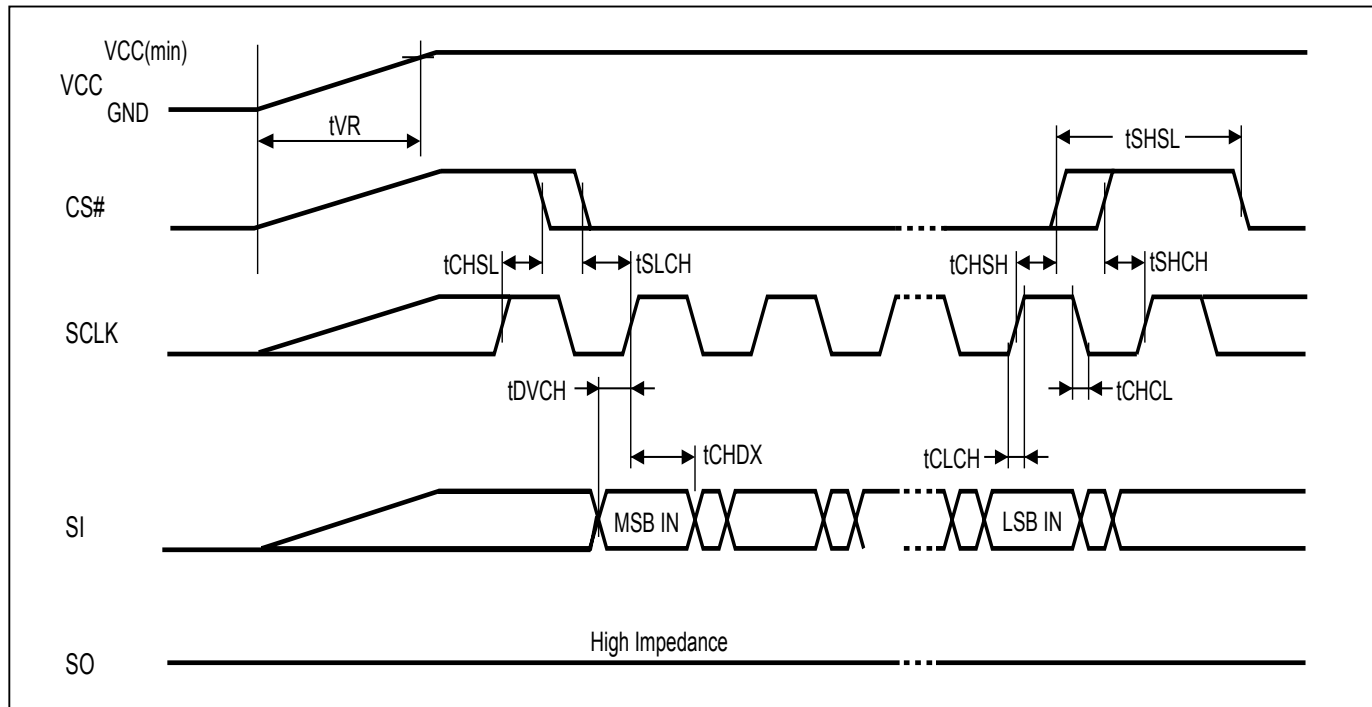 VCC(min)
VCC
GND
tVR
tSHSL
CS#
tCHSL
tSLCH
tCHSH
tSHCH
SCLK
tDVCH
tCHCL
tCHDX
tCLCH
SI
MSB IN
LSB IN
High Impedance
SO